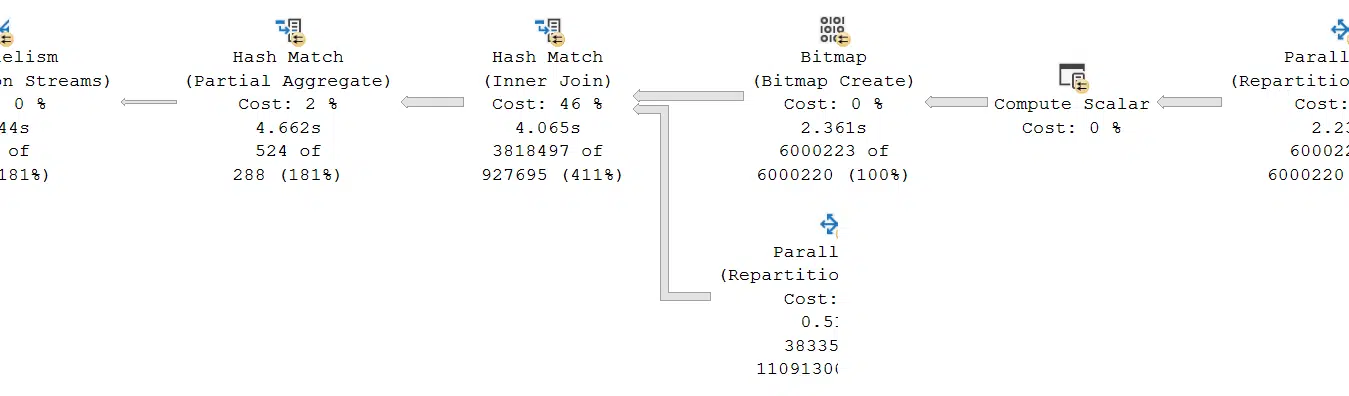 elism
n Streams)
0 %
44s
of
181%)
Hash Match
(Partial Aggregate)
Cost: 2 %
4.662s
524 of
288 (181%)
Hash Match
(Inner Join)
Cost: 46 %
4.065s
3818497 of
927695 (411%)
Bitmap
(Bitmap Create)
Cost: 0 %
2.361s
6000223 of
6000220 (100%)
Compute Scalar
Cost: 0 %
Parall
(Repartitio
Cost:
2.23
600022
6000220
Parall
(Repartitio
Cost:
0.5
38335
1109130